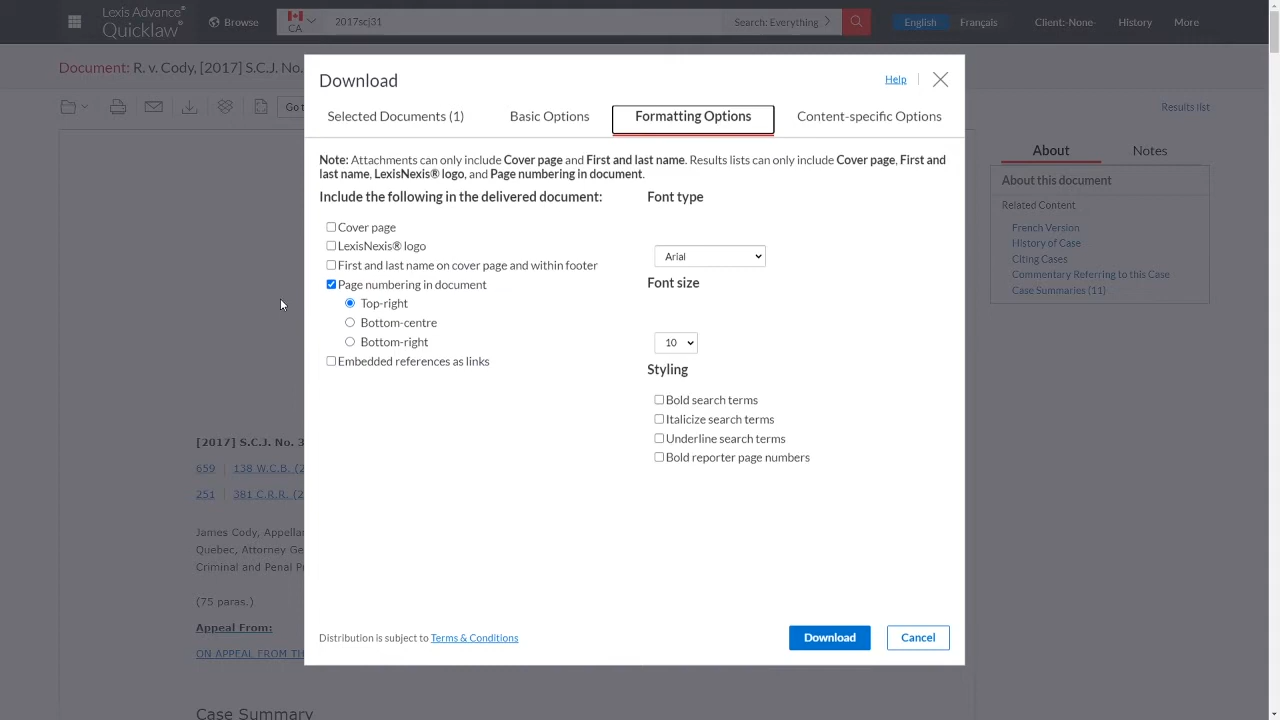 Lexis Advance®
Quicklaw®
Browse
CA
2017scj31
Search: Everything
English
Français
Client:-None-
History
More
Document: R. v. Cody, [2017] S.C.J. No.
Go t
Results list
Download
Help
Selected Documents (1)
Basic Options
Formatting Options
Content-specific Options
Note: Attachments can only include Cover page and First and last name. Results lists can only include Cover page, First and
last name, LexisNexis® logo, and Page numbering in document.
Include the following in the delivered document:
Cover page
LexisNexis® logo
First and last name on cover page and within footer
Page numbering in document
Top-right
Bottom-centre
Bottom-right
Embedded references as links
Font type
Arial
Font size
10
Styling
Bold search terms
Italicize search terms
Underline search terms
Bold reporter page numbers
Distribution is subject to Terms & Conditions
Download
Cancel
About
Notes
About this document
Related Content
French Version
History of Case
Citing Cases
Commentary Referring to this Case
Case Summaries (11)
[2017] S.C.J. No. 3
659 138 W.C.B. (2
251 381 C.R.R. (2
James Cody, Appellan
Quebec, Attorney Ge
Criminal and Penal Pr
(75 paras.)
Appeal From:
ON APPEAL FROM TH
Case Summary